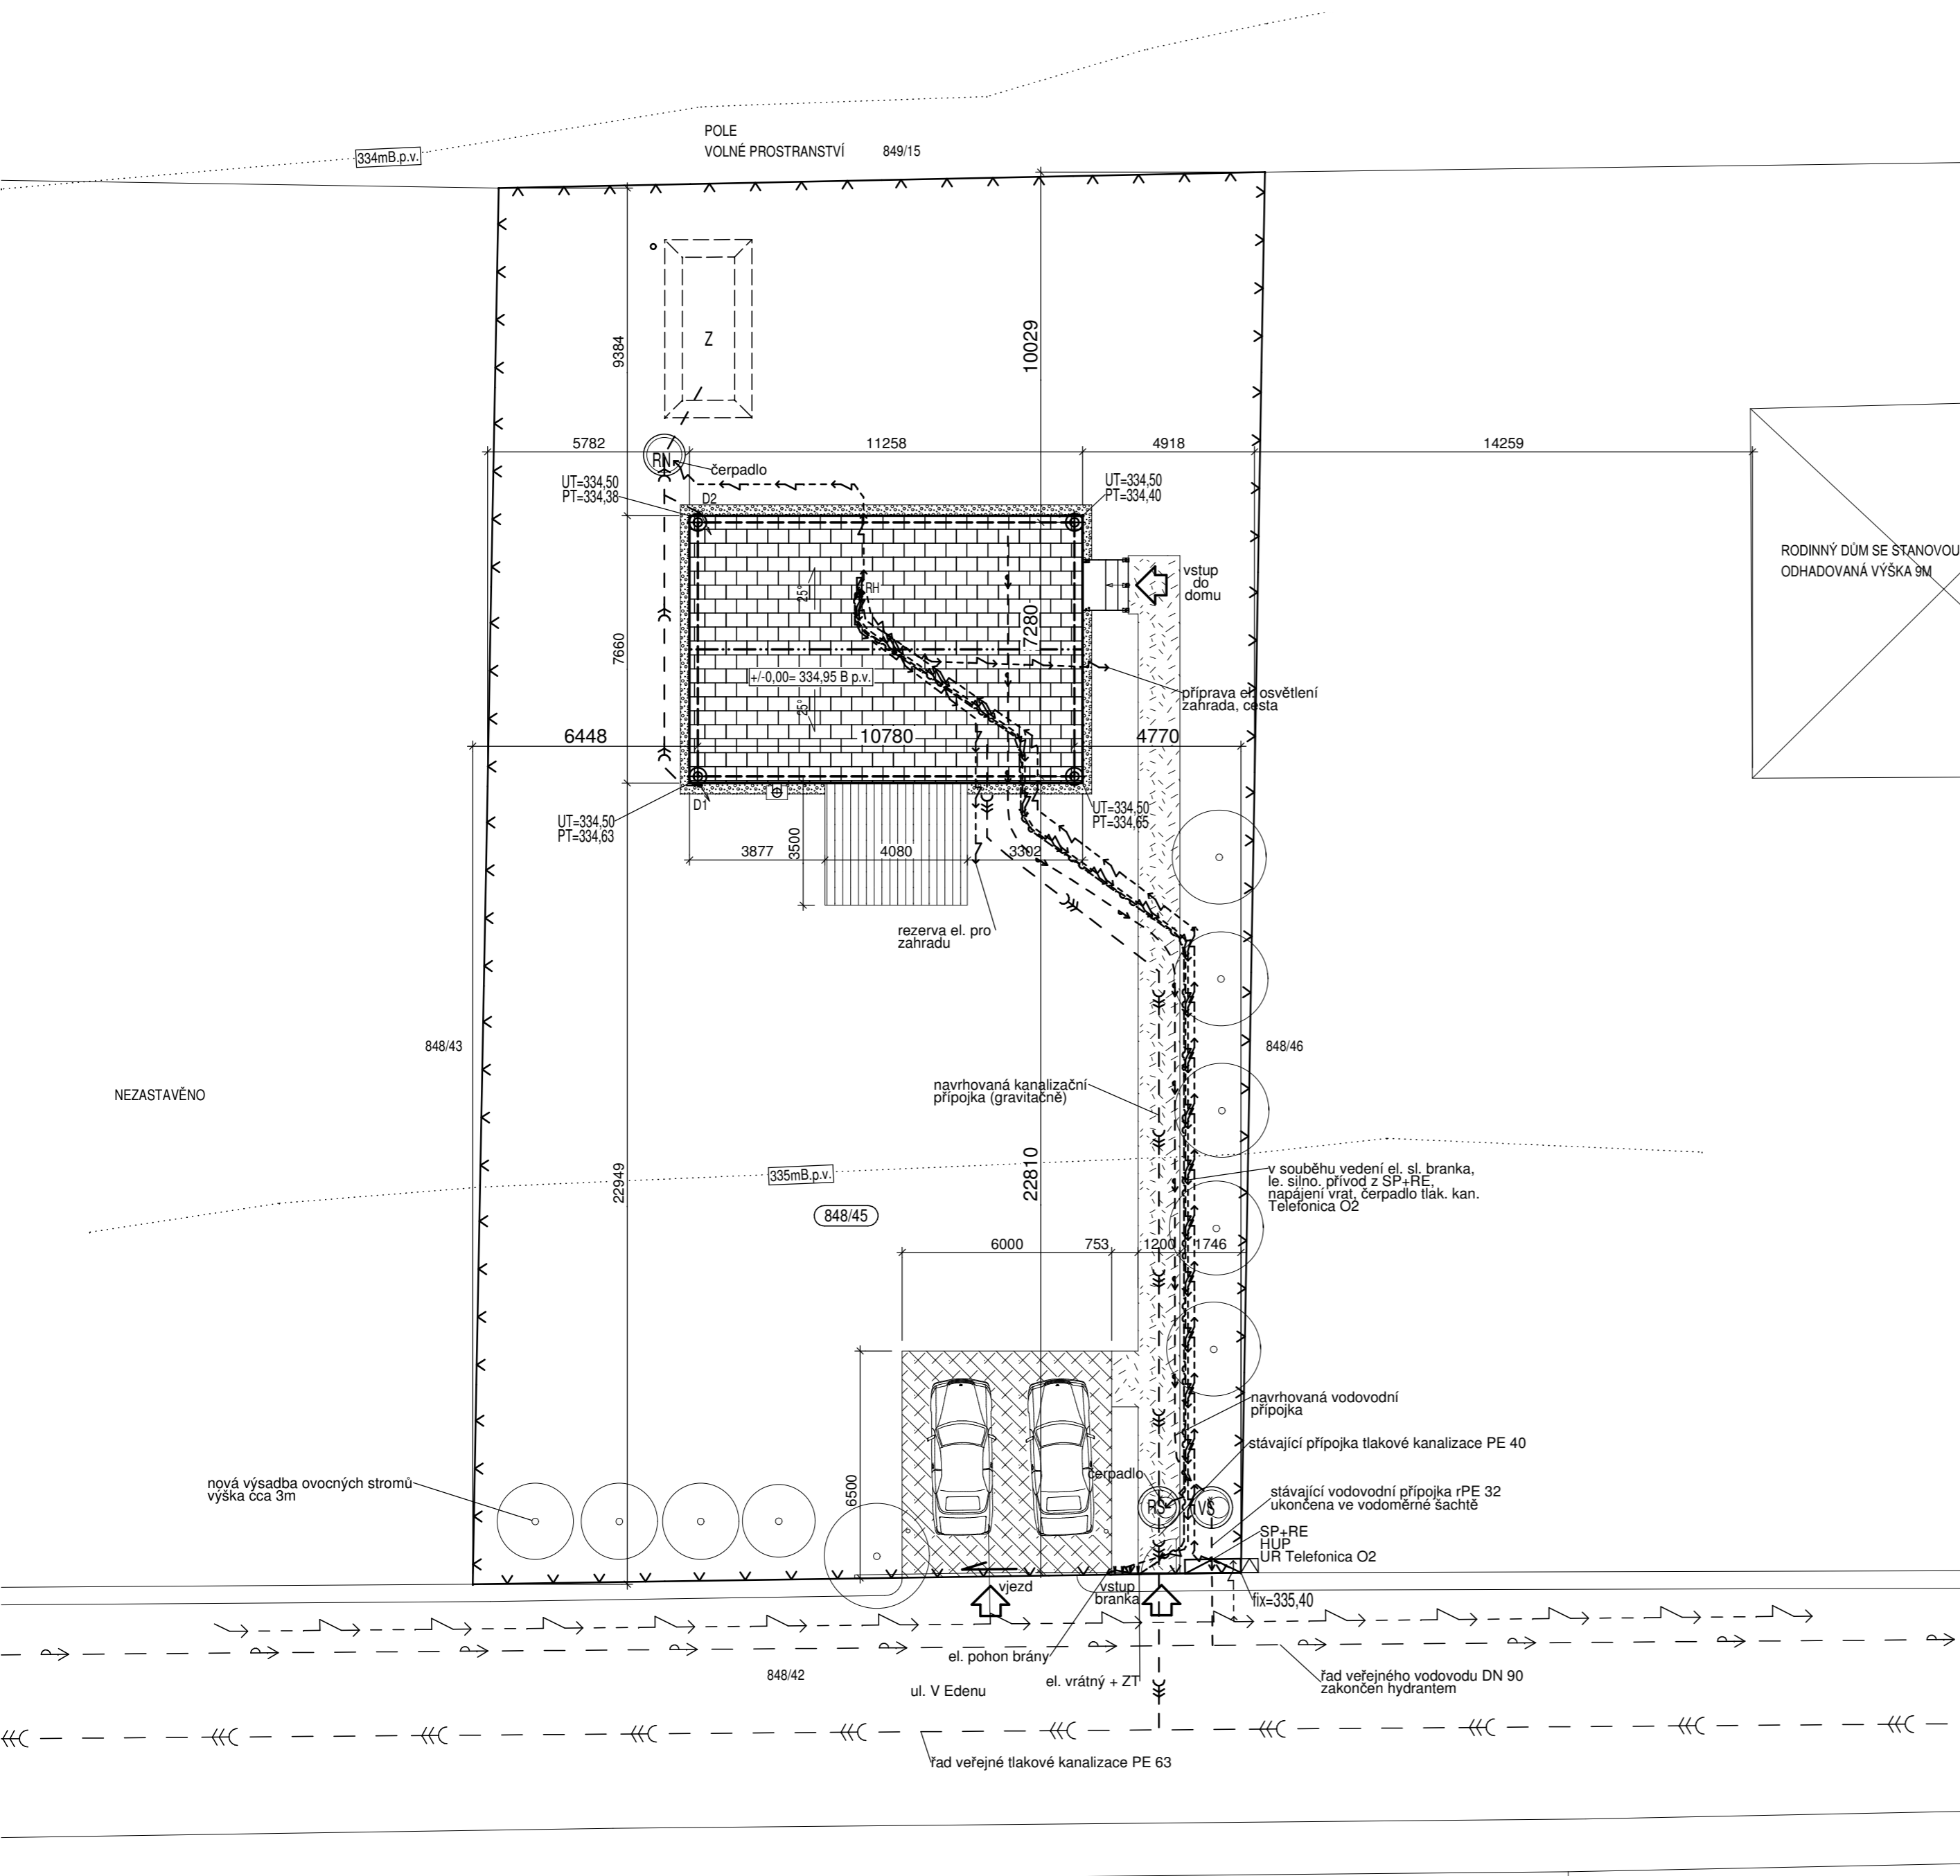 POLE
VOLNÉ PROSTRANSTVÍ 849/15
334mB.p.v.
9384
10029
Z
5782
11258
4918
14259
RN
čerpadlo
UT=334,50
PT=334,38
D2
UT=334,50
PT=334,40
RODINNÝ DŮM SE STANOVOU
ODHADOVANÁ VÝŠKA 9M
vstup
do
domu
RH
25°
7280
7660
+/-0,00= 334,95 B p.v.
25°
příprava el. osvětlení
zahrada, cesta
6448
10780
4770
D1
UT=334,50
PT=334,63
UT=334,50
PT=334,65
3877
3500
4080
3302
rezerva el. pro
zahradu
848/43
848/46
NEZASTAVĚNO
navrhovaná kanalizační
přípojka (gravitačně)
22949
22810
335mB.p.v.
v souběhu vedení el. sl. branka,
le. silno. přívod z SP+RE,
napájení vrat, čerpadlo tlak. kan.
Telefonica O2
848/45
6000
753
1200
1746
navrhovaná vodovodní
přípojka
stávající přípojka tlakové kanalizace PE 40
čerpadlo
6500
nová výsadba ovocných stromů
výška cca 3m
stávající vodovodní přípojka rPE 32
ukončena ve vodoměrné šachtě
RŠ
VŠ
SP+RE
HUP
UR Telefonica O2
vjezd
vstup
branka
fix=335,40
el. pohon brány
848/42
el. vrátný + ZT
ul. V Edenu
řad veřejného vodovodu DN 90
zakončen hydrantem
řad veřejné tlakové kanalizace PE 63